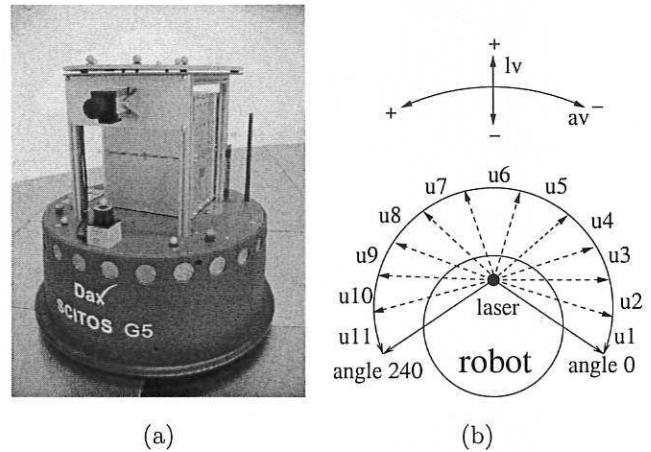 Dax
SCITOS G5
(a)
+
lv
+
−
av
−
u6
u7
u5
u8
u4
u9
u3
u10
laser
u2
u11
u1
robot
angle 240
angle 0
(b)